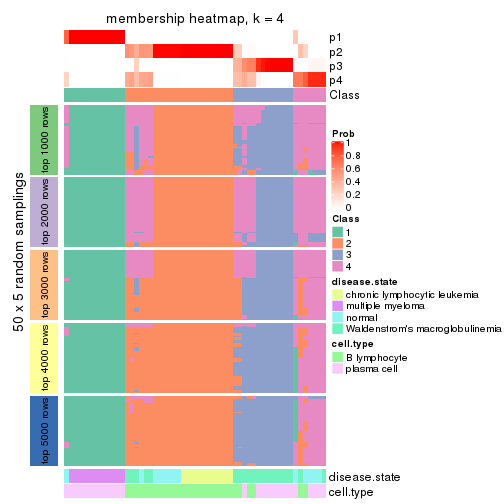 membership heatmap, k = 4
p1
p2
p3
p4
Class
50 x 5 random samplings
top 1000 rows
top 2000 rows
top 3000 rows
top 4000 rows
top 5000 rows
Prob
1
0.8
0.6
0.4
0.2
0
Class
1
2
3
4
disease.state
chronic lymphocytic leukemia
multiple myeloma
normal
Waldenstrom's macroglobulinemia
cell.type
B lymphocyte
plasma cell
disease.state
cell.type